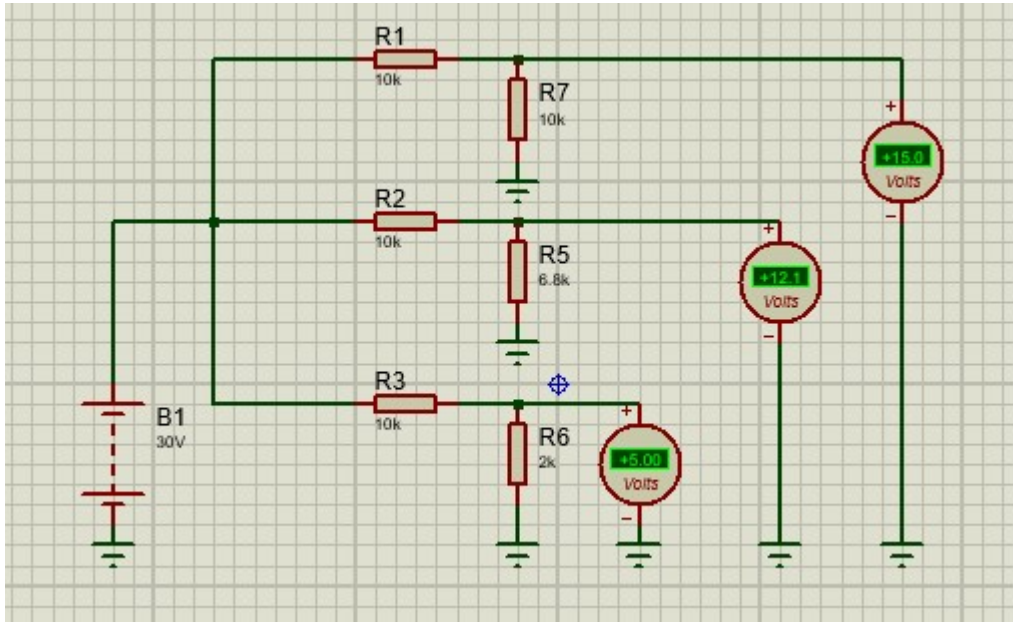 R1
10k
R7
10k
+
+15.0
Volts
−
R2
10k
R5
6.8k
+
+12.1
Volts
−
R3
10k
R6
2k
+
+5.00
Volts
−
B1
30V